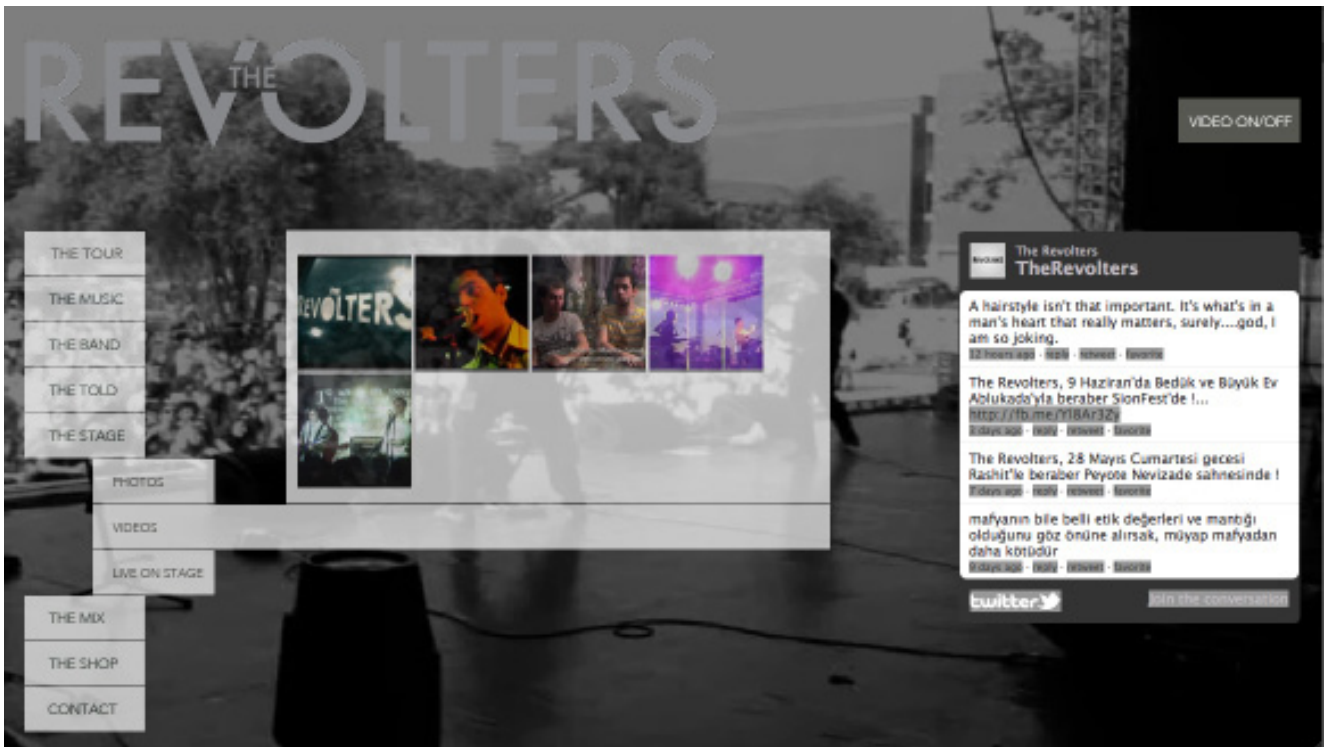 REVOLTERS
THE
VIDEO ON/OFF
THE TOUR
THE MUSIC
THE BAND
THE TOLD
THE STAGE
PHOTOS
VIDEOS
LIVE ON STAGE
THE MIX
THE SHOP
CONTACT
THE
REVOLTERS
The Revolters
TheRevolters
A hairstyle isn't that important. It's what's in a
man's heart that really matters, surely....god, I
am so joking.
12 hours ago · reply · retweet · favorite
The Revolters, 9 Haziran'da Bedük ve Büyük Ev
Ablukada'yla beraber SionFest'de !...
http://fb.me/YI8Ar3Zy
3 days ago · reply · retweet · favorite
The Revolters, 28 Mayıs Cumartesi gecesi
Rashit'le beraber Peyote Nevizade sahnesinde !
7 days ago · reply · retweet · favorite
mafyanın bile belli etik değerleri ve mantığı
olduğunu göz önüne alırsak, müyap mafyadan
daha kötüdür
9 days ago · reply · retweet · favorite
twitter
Join the conversation